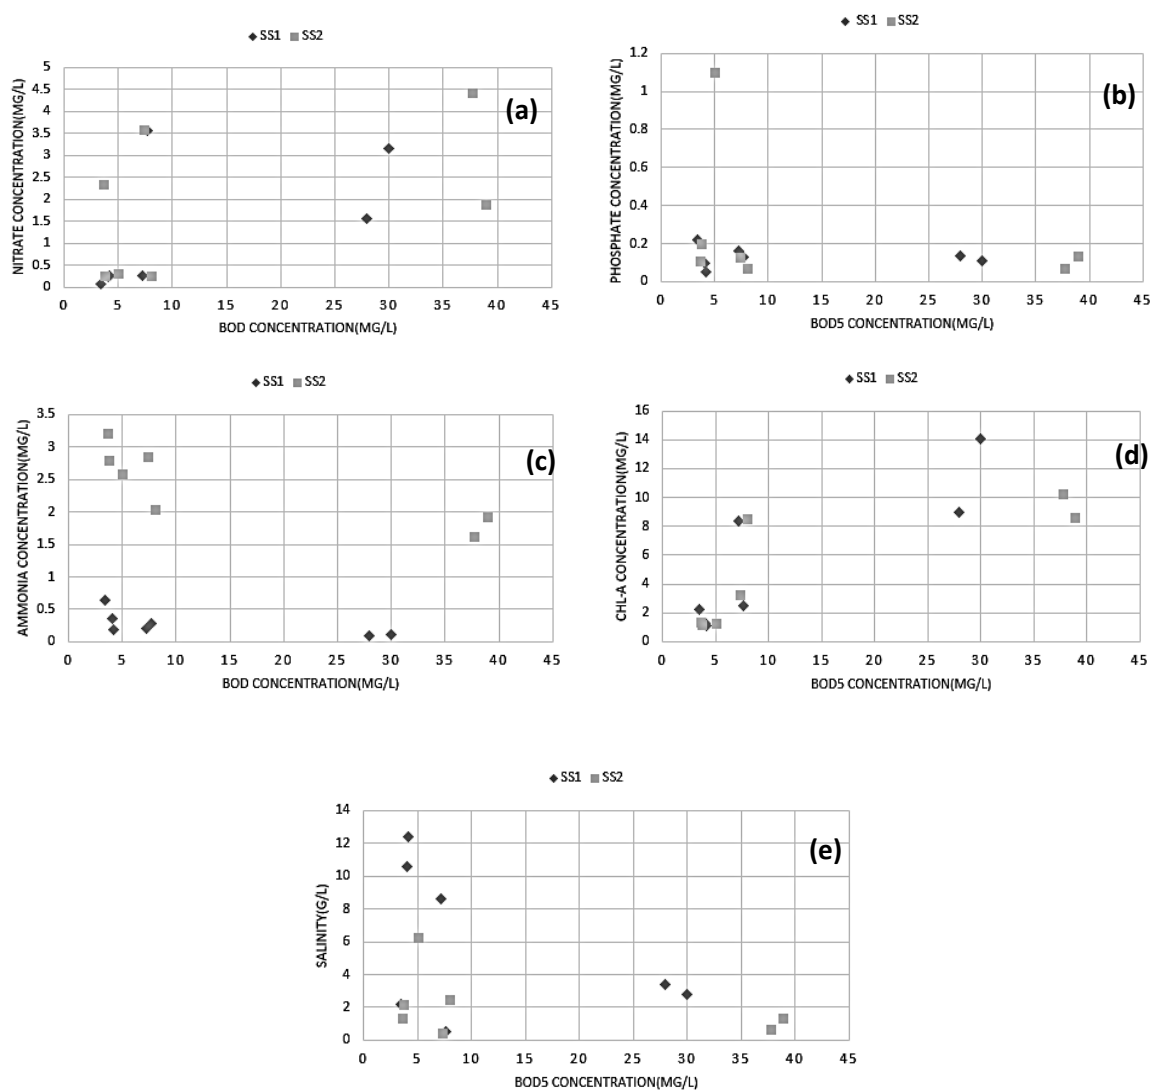 SS1 SS2
NITRATE CONCENTRATION(MG/L)
5
4.5
4
3.5
3
2.5
2
1.5
1
0.5
0
0 5 10 15 20 25 30 35 40 45
BOD CONCENTRATION(MG/L)
(a)
SS1 SS2
PHOSPHATE CONCENTRATION(MG/L)
1.2
1
0.8
0.6
0.4
0.2
0
0 5 10 15 20 25 30 35 40 45
BOD5 CONCENTRATION(MG/L)
(b)
SS1 SS2
AMMONIA CONCENTRATION(MG/L)
3.5
3
2.5
2
1.5
1
0.5
0
0 5 10 15 20 25 30 35 40 45
BOD CONCENTRATION(MG/L)
(c)
SS1 SS2
CHL-A CONCENTRATION(MG/L)
16
14
12
10
8
6
4
2
0
0 5 10 15 20 25 30 35 40 45
BOD5 CONCENTRATION(MG/L)
(d)
SS1 SS2
SALINITY(G/L)
14
12
10
8
6
4
2
0
0 5 10 15 20 25 30 35 40 45
BOD5 CONCENTRATION(MG/L)
(e)